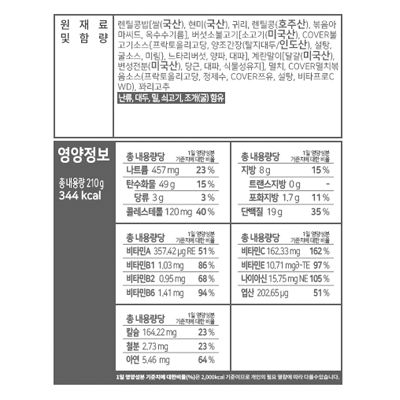 원 재 료
및 함 량
렌틸콩밥[쌀(국산), 현미(국산), 귀리, 렌틸콩(호주산), 볶음아
마씨드, 옥수수기름], 버섯소불고기[소고기(미국산), COVER불
고기소스{프락토올리고당, 양조간장(탈지대두/인도산), 설탕,
굴소스, 미림}, 느타리버섯, 양파, 대파], 계란말이[달걀(미국산),
변성전분(미국산), 당근, 대파, 식물성유지], 멸치, COVER멸치볶
음소스{프락토올리고당, 정제수, COVER쯔유, 설탕, 비타프로C
WD), 꽈리고추
난류, 대두, 밀, 쇠고기, 조개(굴) 함유
영양정보
총 내용량 210 g
344 kcal
총 내용량당 1일 영양성분 기준치에 대한 비율
나트륨 457 mg 23 %
탄수화물 49 g 15 %
당류 3 g 3 %
콜레스테롤 120 mg 40 %
총 내용량당 1일 영양성분 기준치에 대한 비율
지방 8 g 15 %
트랜스지방 0 g -
포화지방 1.7 g 11 %
단백질 19 g 35 %
총 내용량당 1일 영양성분 기준치에 대한 비율
비타민A 357.42 μg RE 51 %
비타민B1 1.03 mg 86 %
비타민B2 0.95 mg 68 %
비타민B6 1.41 mg 94 %
총 내용량당 1일 영양성분 기준치에 대한 비율
비타민C 162.33 mg 162 %
비타민E 10.71 mgα-TE 97 %
나이아신 15.75 mg NE 105 %
엽산 202.65 μg 51 %
총 내용량당 1일 영양성분 기준치에 대한 비율
칼슘 164.22 mg 23 %
철분 2.73 mg 23 %
아연 5.46 mg 64 %
1일 영양성분 기준치에 대한 비율(%)은 2,000kcal 기준이므로 개인의 필요 열량에 따라 다를 수 있습니다.